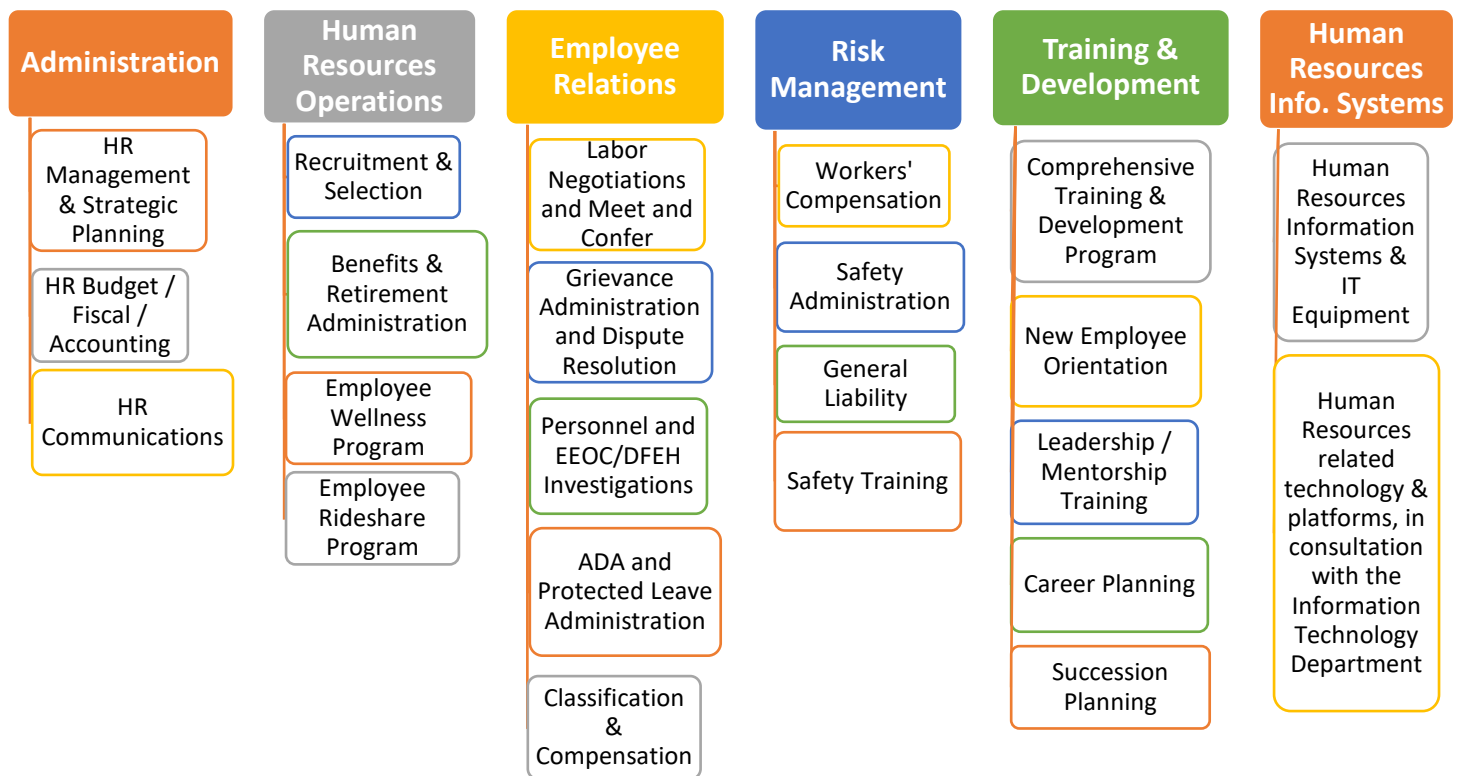 Administration
HR
Management
& Strategic
Planning
HR Budget /
Fiscal /
Accounting
HR
Communications
Human
Resources
Operations
Recruitment &
Selection
Benefits &
Retirement
Administration
Employee
Wellness
Program
Employee
Rideshare
Program
Employee
Relations
Labor
Negotiations
and Meet and
Confer
Grievance
Administration
and Dispute
Resolution
Personnel and
EEOC/DFEH
Investigations
ADA and
Protected Leave
Administration
Classification
&
Compensation
Risk
Management
Workers'
Compensation
Safety
Administration
General
Liability
Safety Training
Training &
Development
Comprehensive
Training &
Development
Program
New Employee
Orientation
Leadership /
Mentorship
Training
Career Planning
Succession
Planning
Human
Resources
Info. Systems
Human
Resources
Information
Systems &
IT
Equipment
Human
Resources
related
technology &
platforms, in
consultation
with the
Information
Technology
Department